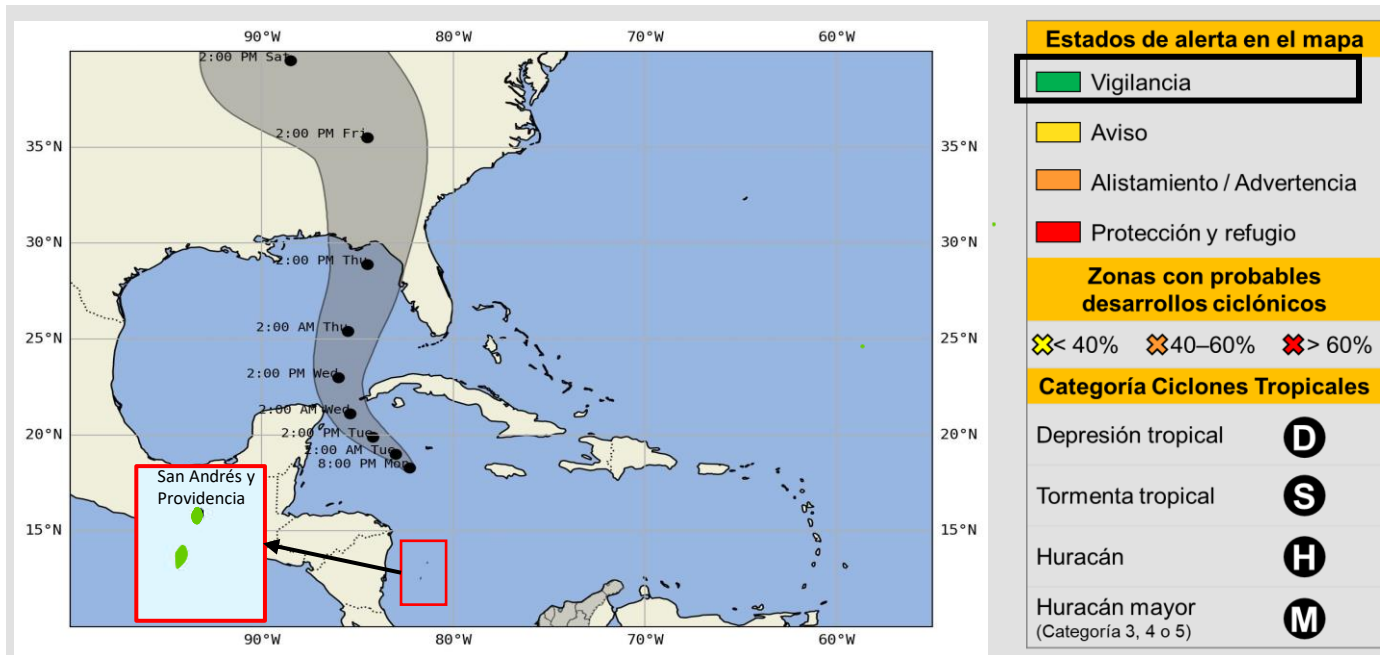 90°W 80°W 70°W 60°W
2:00 PM Sat
2:00 PM Fri
35°N 35°N
30°N 30°N
2:00 PM Thu
2:00 AM Thu
25°N 25°N
2:00 PM Wed
2:00 AM Wed
20°N 20°N
2:00 PM Tue
2:00 AM Tue
8:00 PM Mon
San Andrés y
Providencia
15°N 15°N
90°W 80°W 70°W 60°W
Estados de alerta en el mapa
Vigilancia
Aviso
Alistamiento / Advertencia
Protección y refugio
Zonas con probables
desarrollos ciclónicos
< 40% 40–60% > 60%
Categoría Ciclones Tropicales
Depresión tropical D
Tormenta tropical S
Huracán H
Huracán mayor M
(Categoría 3, 4 o 5)